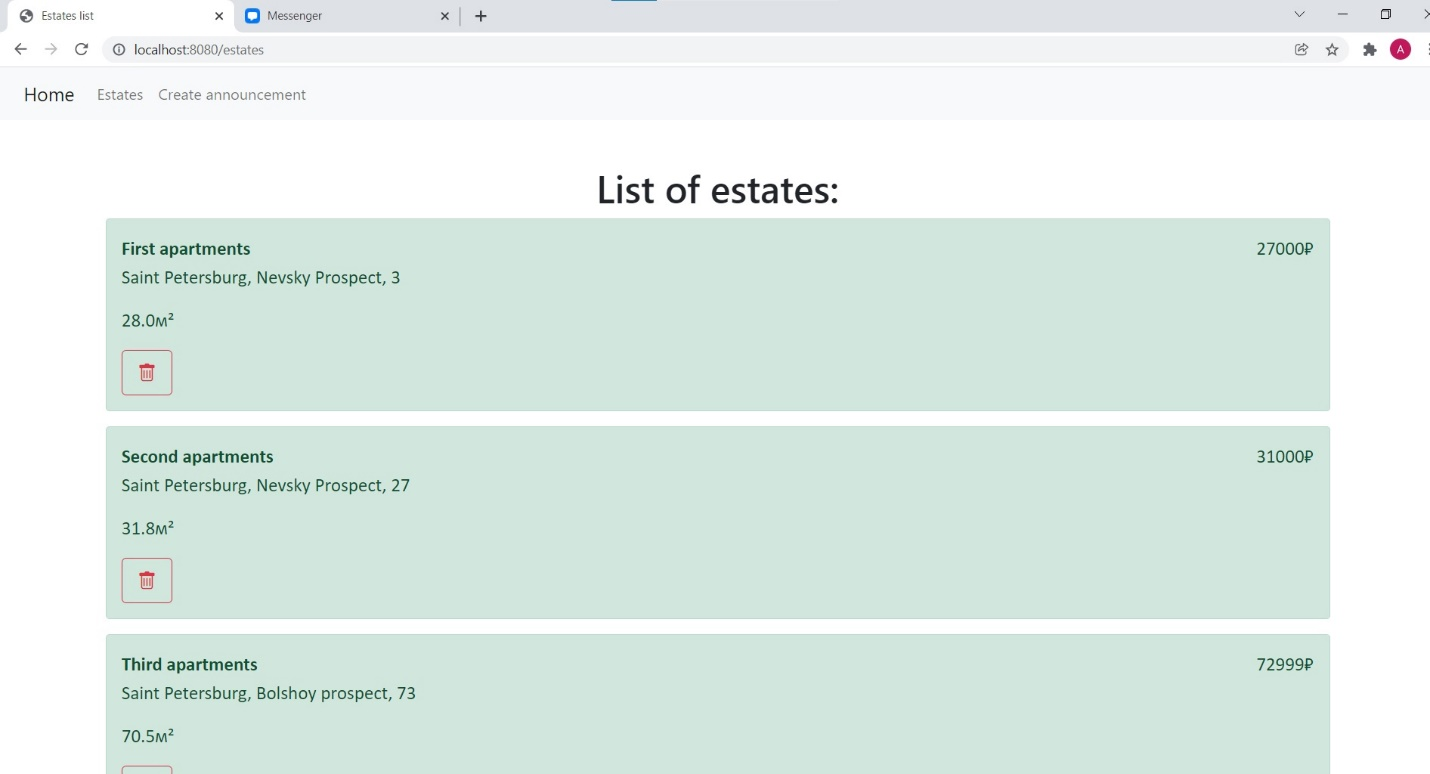 Estates list
Messenger
localhost:8080/estates
A
Home Estates Create announcement
List of estates:
First apartments 27000₽
Saint Petersburg, Nevsky Prospect, 3
28.0м²
Second apartments 31000₽
Saint Petersburg, Nevsky Prospect, 27
31.8м²
Third apartments 72999₽
Saint Petersburg, Bolshoy prospect, 73
70.5м²